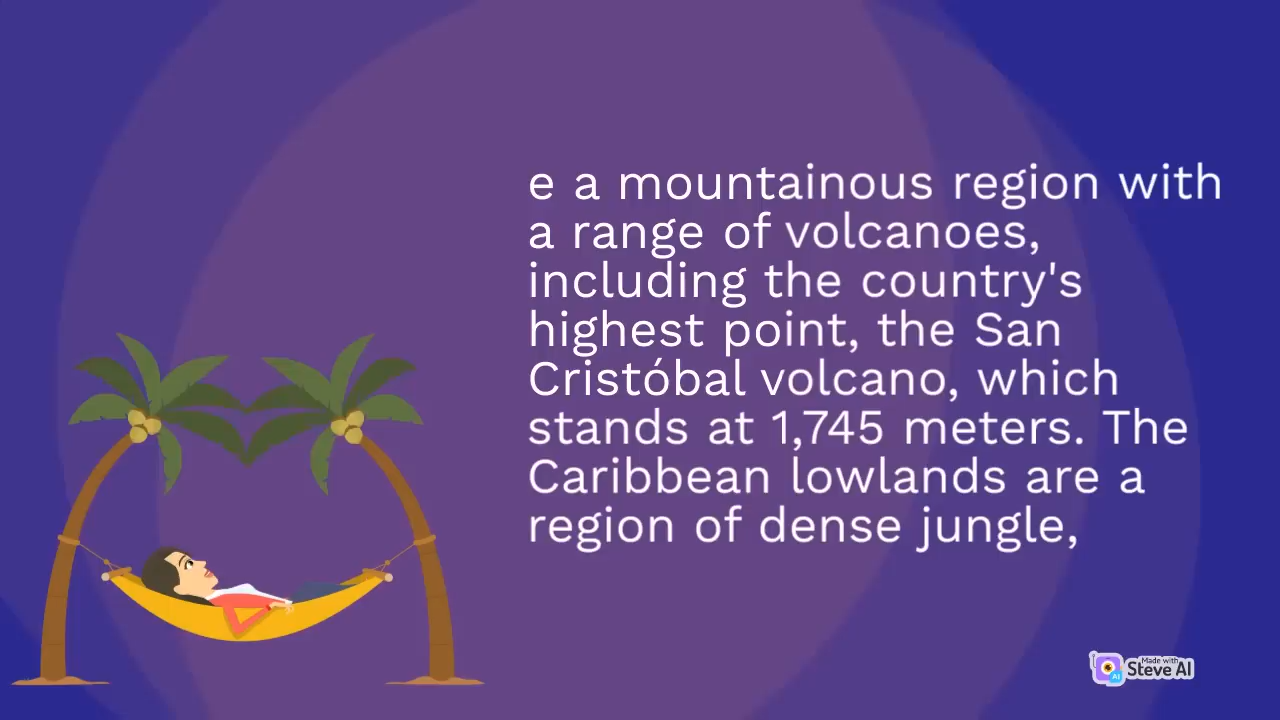 e a mountainous region with
a range of volcanoes,
including the country's
highest point, the San
Cristóbal volcano, which
stands at 1,745 meters. The
Caribbean lowlands are a
region of dense jungle,
Made with
Steve AI
AI